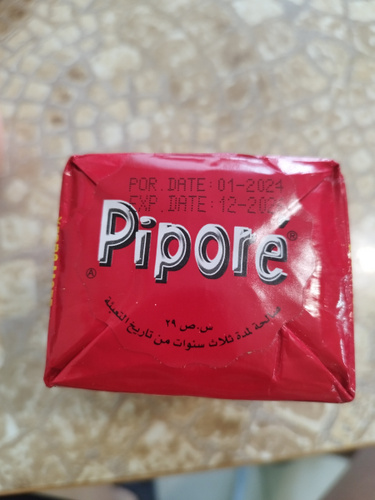 POR. DATE: 01-2024
EXP. DATE: 12-202
Piporé
®
®
س.ص ٢٩
صالحة لمدة ثلاث سنوات من تاريخ التعبئة